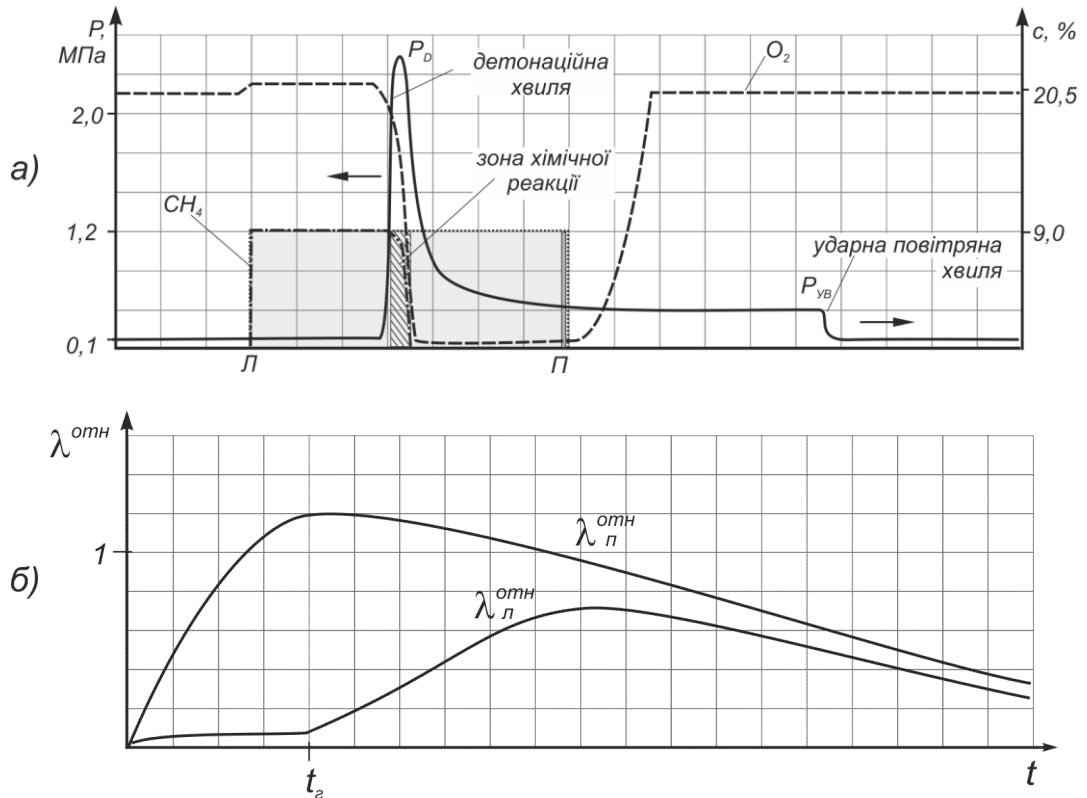 P,
МПа
c, %
P_D
детонаційна
хвиля
O₂
20,5
2,0
а)
зона хімічної
реакції
CH₄
1,2
9,0
ударна повітряна
хвиля
P_УВ
0,1
Л
П
λ^отн
1
λ_п^отн
б)
λ_л^отн
t_г
t